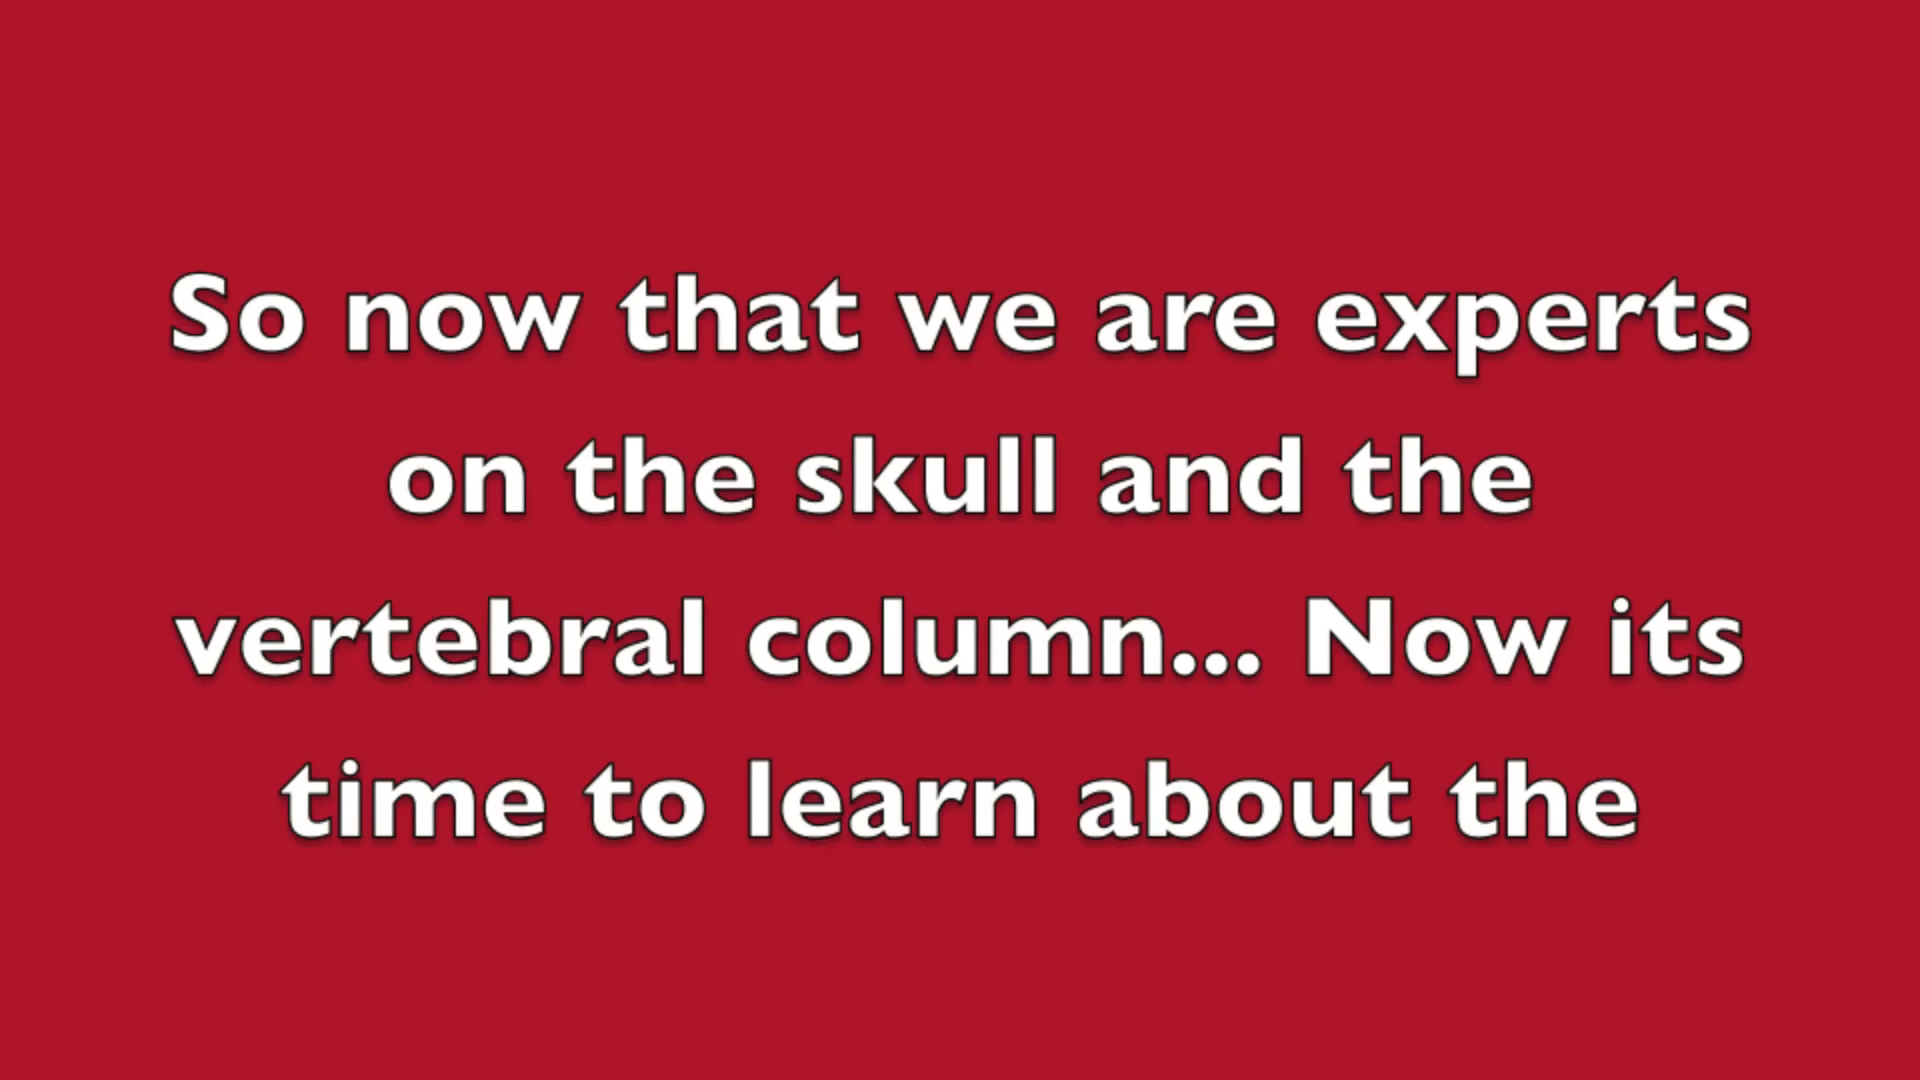 So now that we are experts
on the skull and the
vertebral column... Now its
time to learn about the